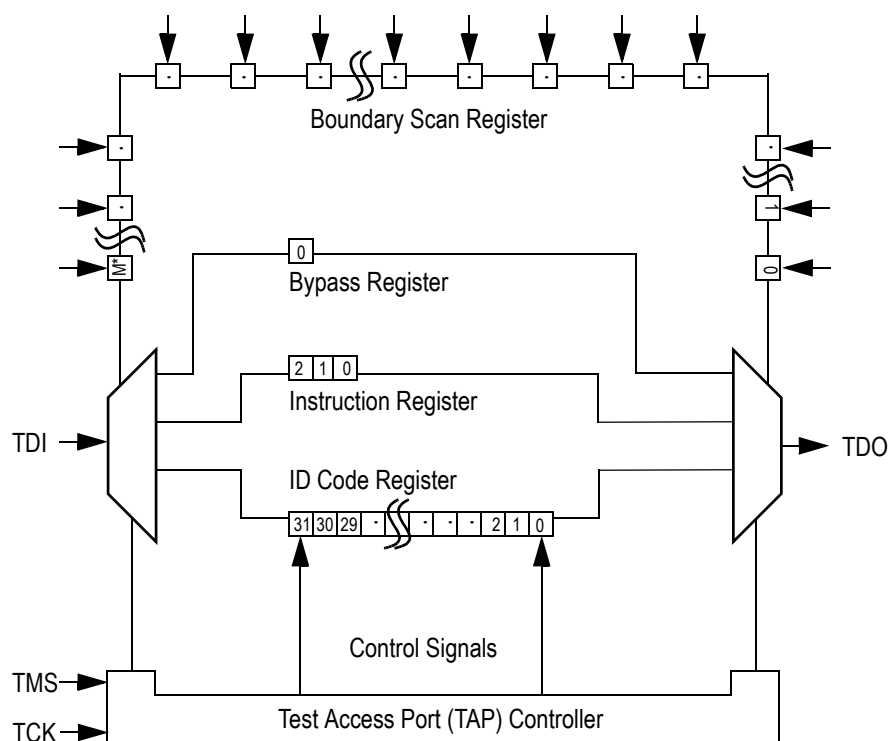 Boundary Scan Register
1
M*
0
0
Bypass Register
2 1 0
Instruction Register
TDI
TDO
ID Code Register
31 30 29 · · · · 2 1 0
Control Signals
TMS
Test Access Port (TAP) Controller
TCK